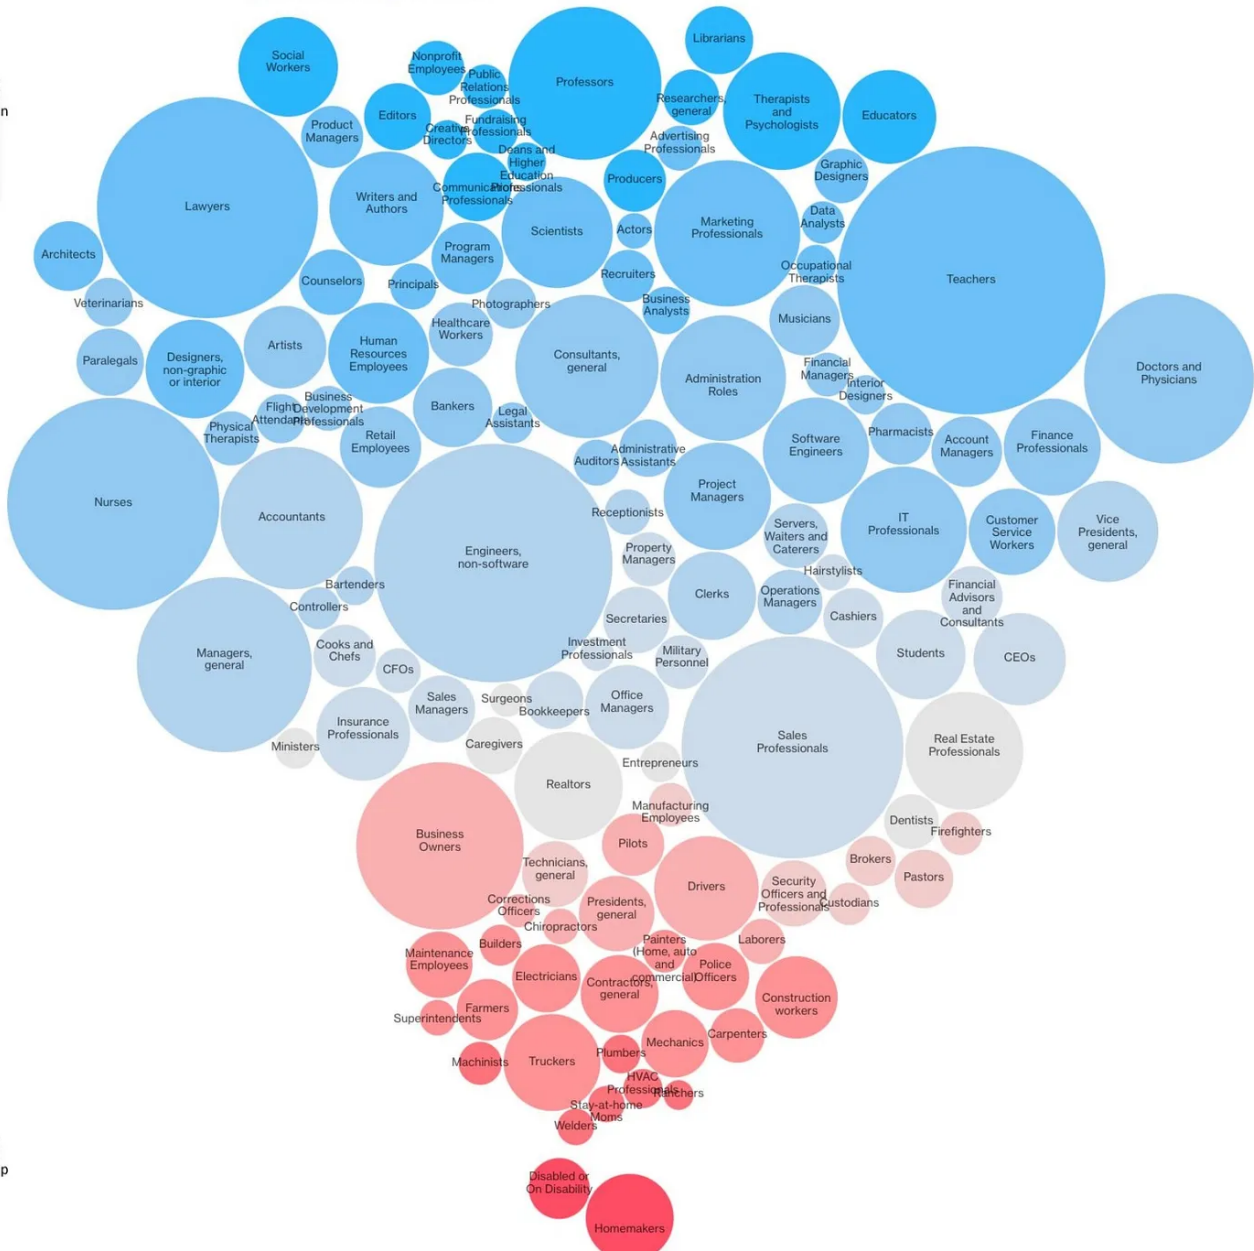 Social
Workers
Nonprofit
Employees
Public
Relations
Professionals
Professors
Librarians
n
Product
Managers
Editors
Creative
Directors
Fundraising
Professionals
Researchers,
general
Therapists
and
Psychologists
Educators
Advertising
Professionals
Deans and
Higher
Education
Professionals
Communications
Professionals
Producers
Graphic
Designers
Lawyers
Writers and
Authors
Scientists
Actors
Marketing
Professionals
Data
Analysts
Architects
Program
Managers
Teachers
Counselors
Principals
Recruiters
Occupational
Therapists
Veterinarians
Photographers
Business
Analysts
Musicians
Paralegals
Designers,
non-graphic
or interior
Artists
Human
Resources
Employees
Healthcare
Workers
Consultants,
general
Administration
Roles
Financial
Managers
Interior
Designers
Doctors and
Physicians
Physical
Therapists
Flight
Attendants
Business
Development
Professionals
Retail
Employees
Bankers
Legal
Assistants
Auditors
Administrative
Assistants
Software
Engineers
Pharmacists
Account
Managers
Finance
Professionals
Nurses
Accountants
Engineers,
non-software
Receptionists
Project
Managers
Servers,
Waiters and
Caterers
IT
Professionals
Customer
Service
Workers
Vice
Presidents,
general
Property
Managers
Hairstylists
Bartenders
Controllers
Clerks
Operations
Managers
Financial
Advisors
and
Consultants
Secretaries
Cashiers
Managers,
general
Cooks and
Chefs
CFOs
Investment
Professionals
Military
Personnel
Students
CEOs
Sales
Managers
Surgeons
Bookkeepers
Office
Managers
Ministers
Insurance
Professionals
Caregivers
Entrepreneurs
Sales
Professionals
Real Estate
Professionals
Realtors
Manufacturing
Employees
Dentists
Firefighters
Business
Owners
Pilots
Technicians,
general
Drivers
Brokers
Pastors
Security
Officers and
Professionals
Custodians
Corrections
Officers
Presidents,
general
Chiropractors
Builders
Painters
(Home, auto
and
commercial)
Laborers
Maintenance
Employees
Electricians
Contractors,
general
Police
Officers
Construction
workers
Superintendents
Farmers
Carpenters
Mechanics
Machinists
Truckers
Plumbers
HVAC
Professionals
Ranchers
Stay-at-home
Moms
Welders
p
Disabled or
On Disability
Homemakers